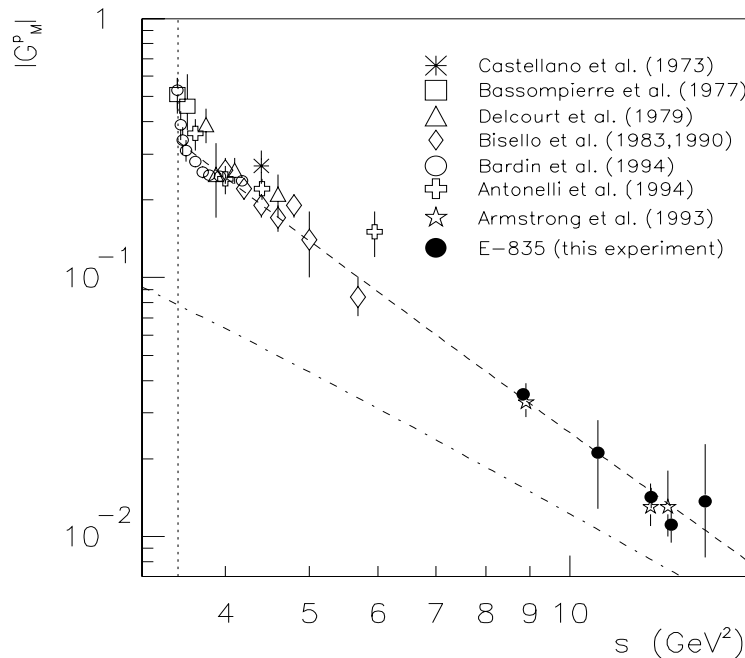 |G^p_M|
1
Castellano et al. (1973)
Bassompierre et al. (1977)
Delcourt et al. (1979)
Bisello et al. (1983,1990)
Bardin et al. (1994)
Antonelli et al. (1994)
Armstrong et al. (1993)
E-835 (this experiment)
10^-1
10^-2
4 5 6 7 8 9 10
s (GeV^2)